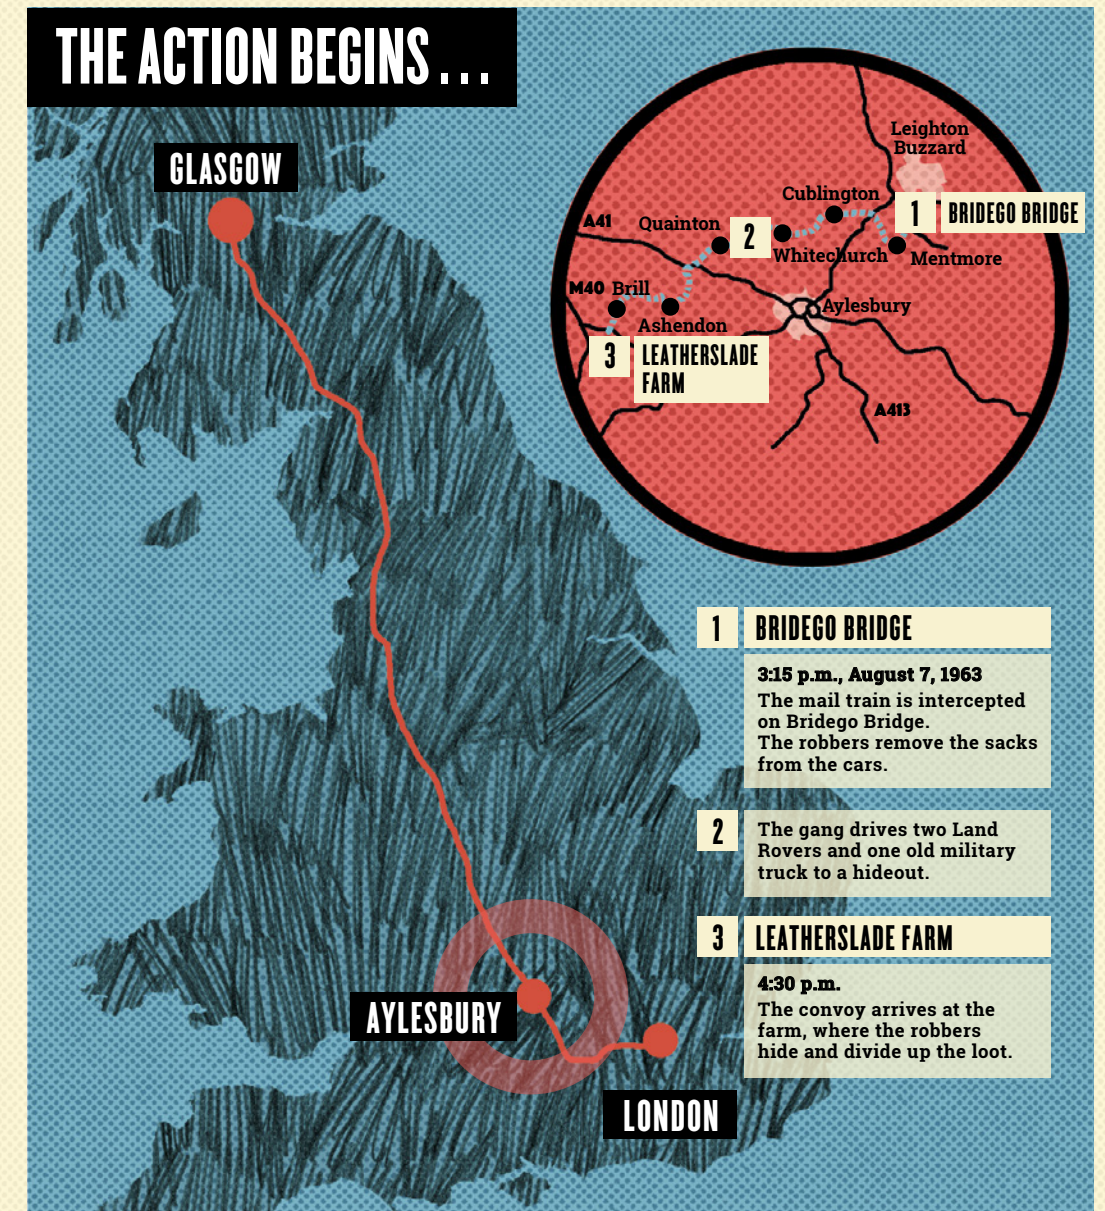 THE ACTION BEGINS...
GLASGOW
Leighton
Buzzard
Cublington
1
BRIDEGO BRIDGE
A41
Quainton
2
Whitechurch
Mentmore
M40
Brill
Aylesbury
Ashendon
3
LEATHERSLADE
FARM
A413
1
BRIDEGO BRIDGE
3:15 p.m., August 7, 1963
The mail train is intercepted
on Bridego Bridge.
The robbers remove the sacks
from the cars.
2
The gang drives two Land
Rovers and one old military
truck to a hideout.
3
LEATHERSLADE FARM
4:30 p.m.
The convoy arrives at the
farm, where the robbers
hide and divide up the loot.
AYLESBURY
LONDON